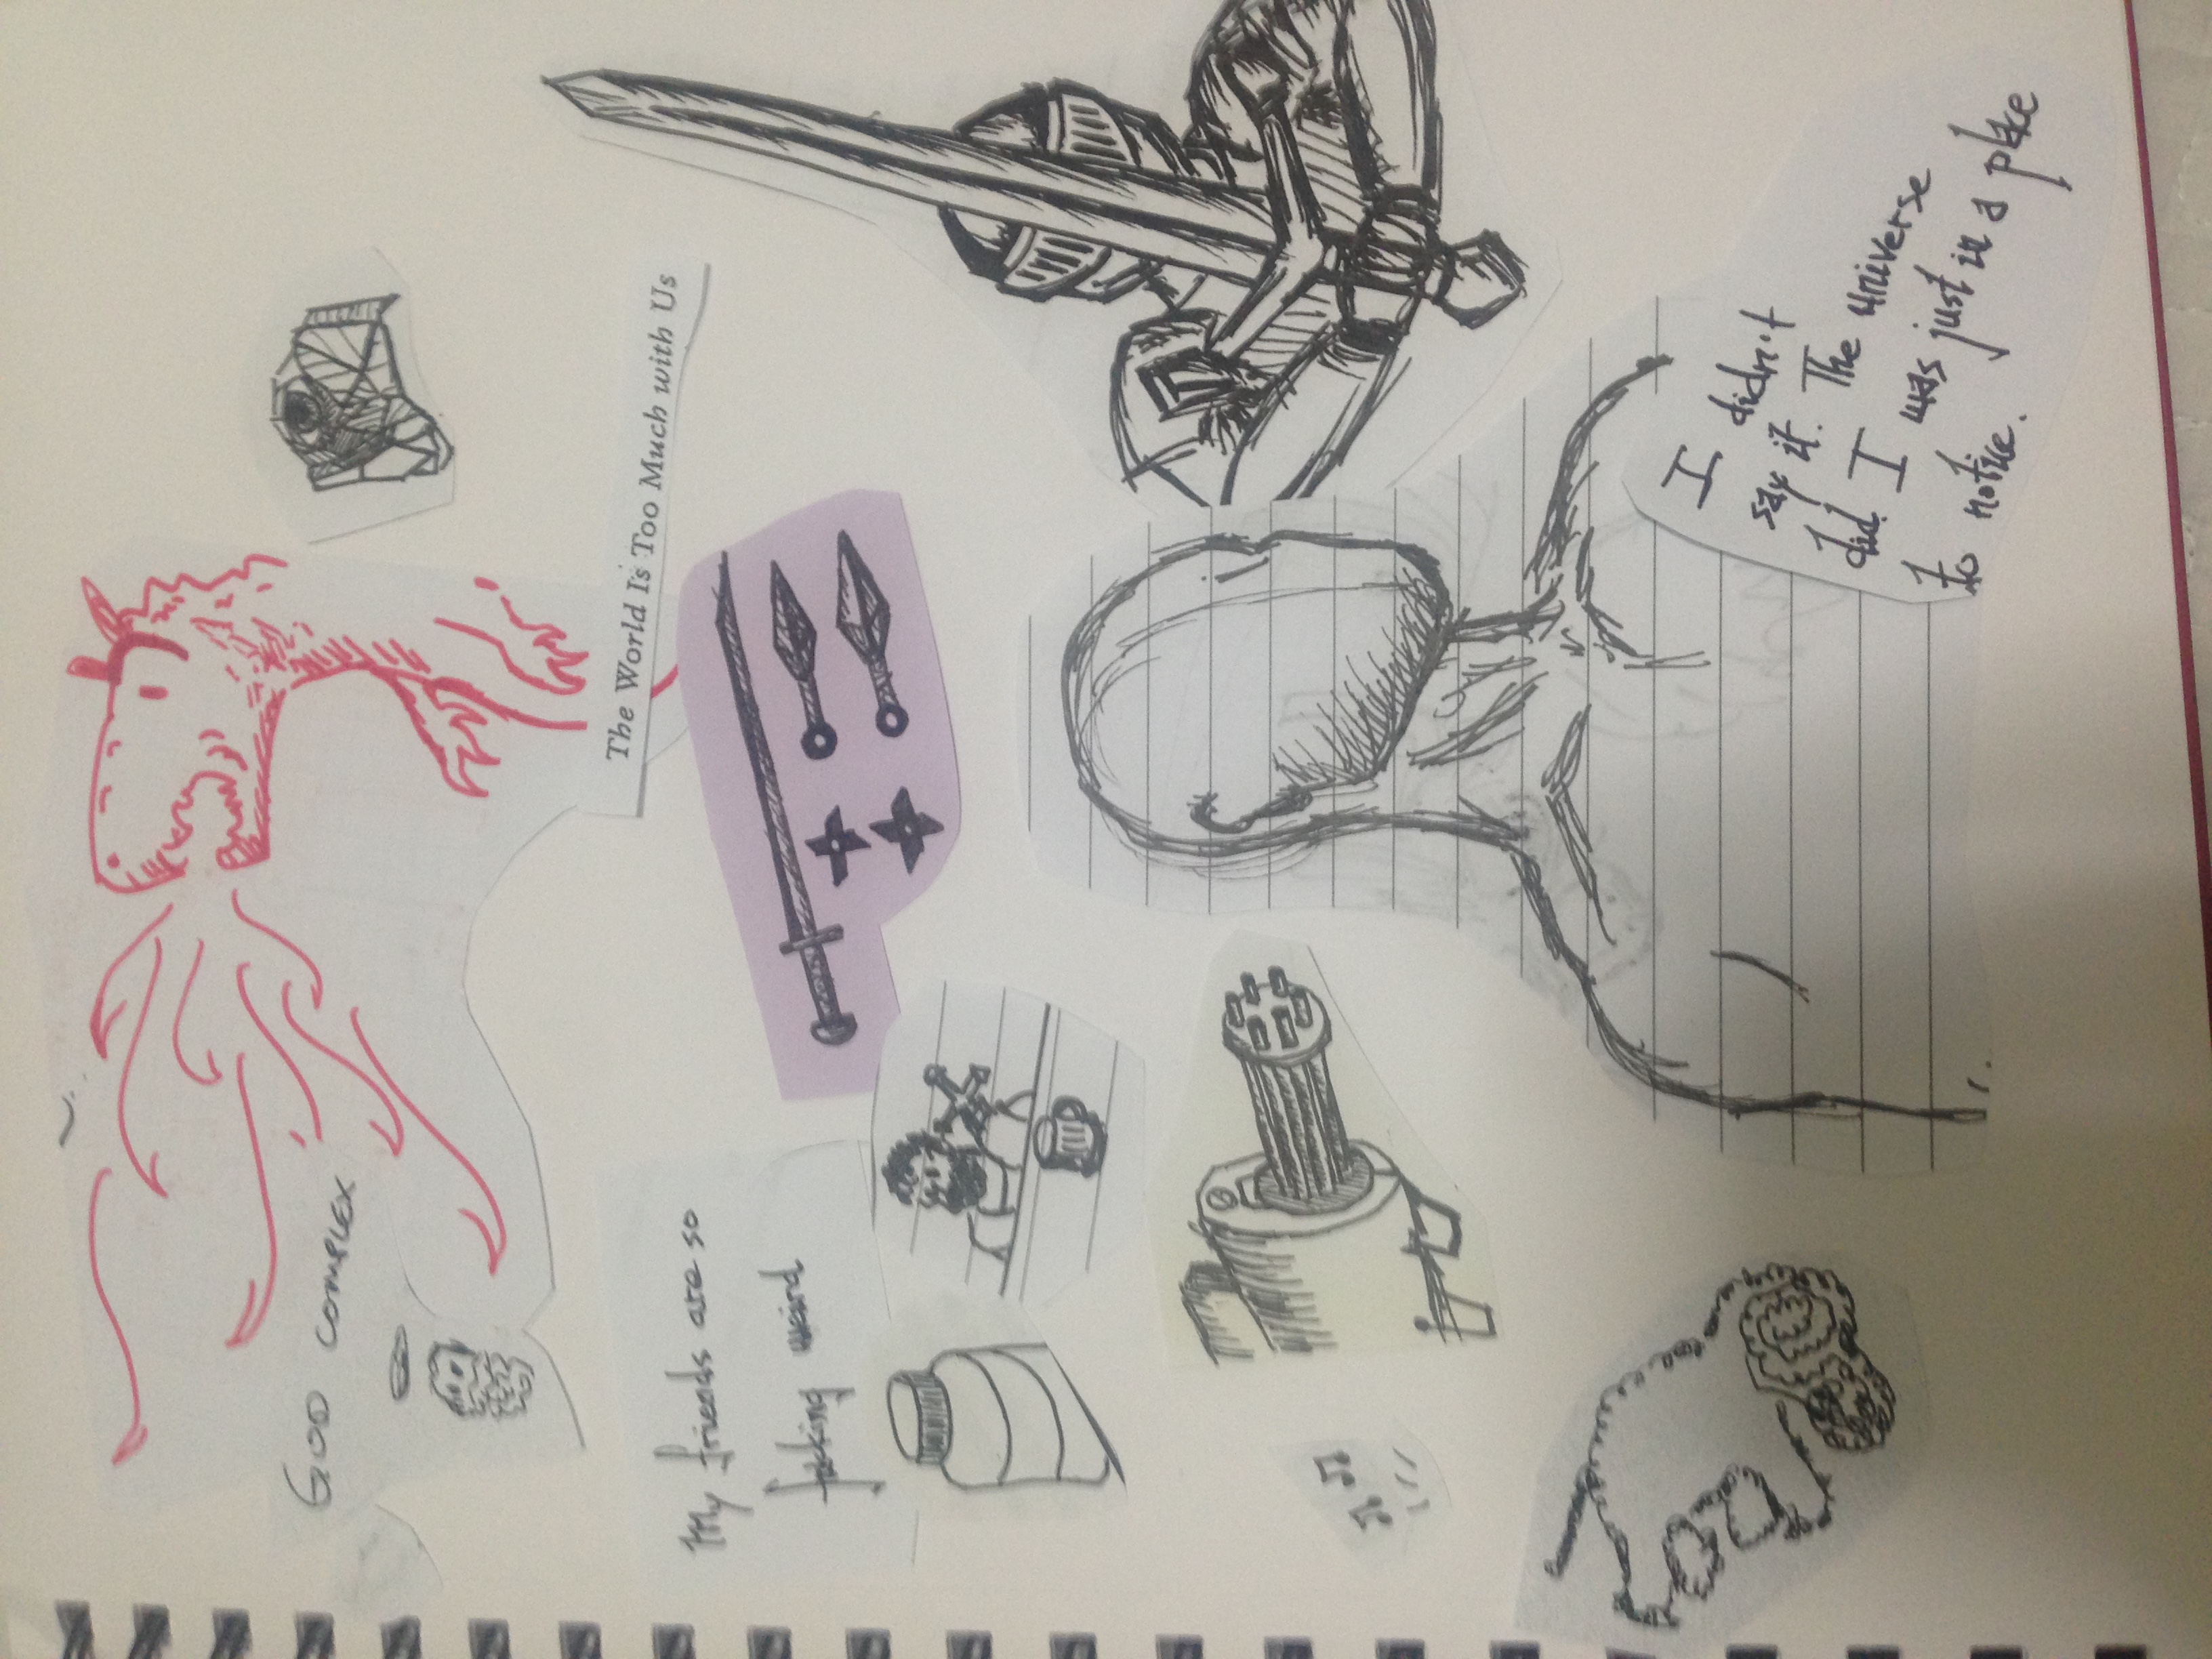 GOD COMPLEX
The World Is Too Much with Us
My friends are so
fucking weird
I didn't
say it. The universe
did. I was just in a place
to notice.